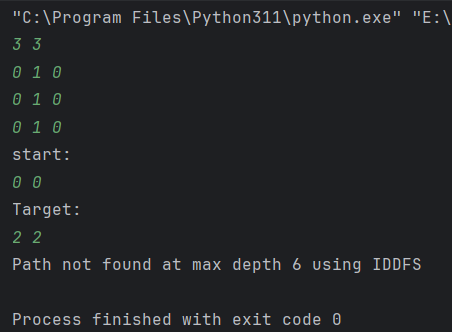 "C:\Program Files\Python311\python.exe" "E:\
3 3
0 1 0
0 1 0
0 1 0
start:
0 0
Target:
2 2
Path not found at max depth 6 using IDDFS
Process finished with exit code 0